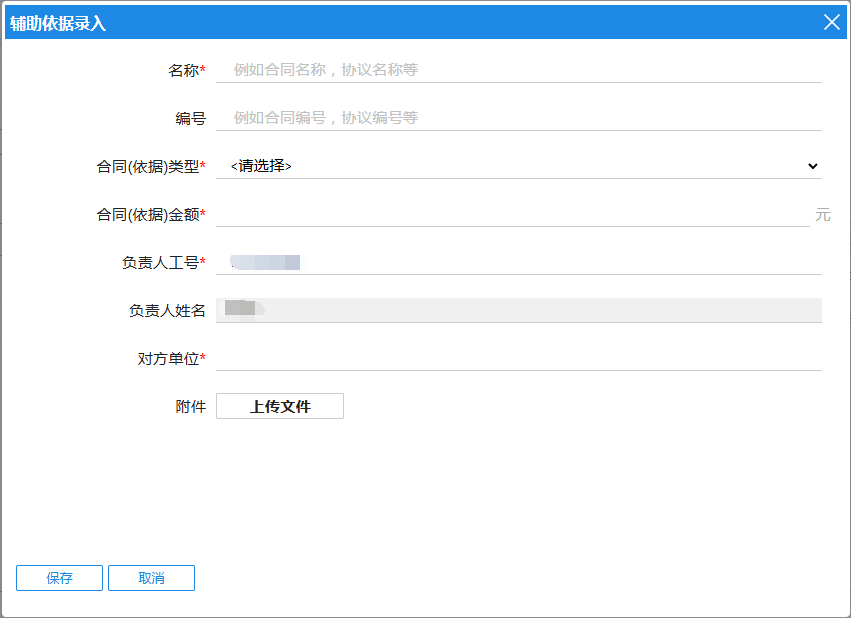 辅助依据录入
名称* 例如合同名称，协议名称等
编号 例如合同编号，协议编号等
合同(依据)类型* <请选择>
合同(依据)金额* 元
负责人工号*
负责人姓名
对方单位*
附件 上传文件
保存 取消